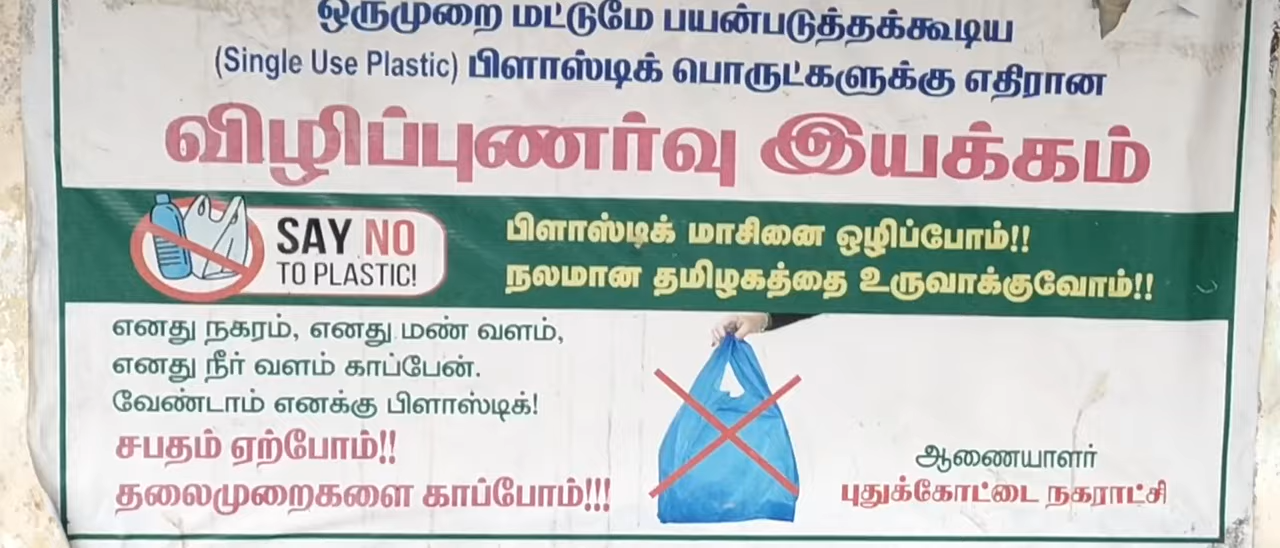 ஒருமுறை மட்டுமே பயன்படுத்தக்கூடிய
(Single Use Plastic) பிளாஸ்டிக் பொருட்களுக்கு எதிரான
விழிப்புணர்வு இயக்கம்
SAY NO
TO PLASTIC!
பிளாஸ்டிக் மாசினை ஒழிப்போம்!!
நலமான தமிழகத்தை உருவாக்குவோம்!!
எனது நகரம், எனது மண் வளம்,
எனது நீர் வளம் காப்பேன்.
வேண்டாம் எனக்கு பிளாஸ்டிக்!
சபதம் ஏற்போம்!!
தலைமுறைகளை காப்போம்!!!
ஆணையாளர்
புதுக்கோட்டை நகராட்சி